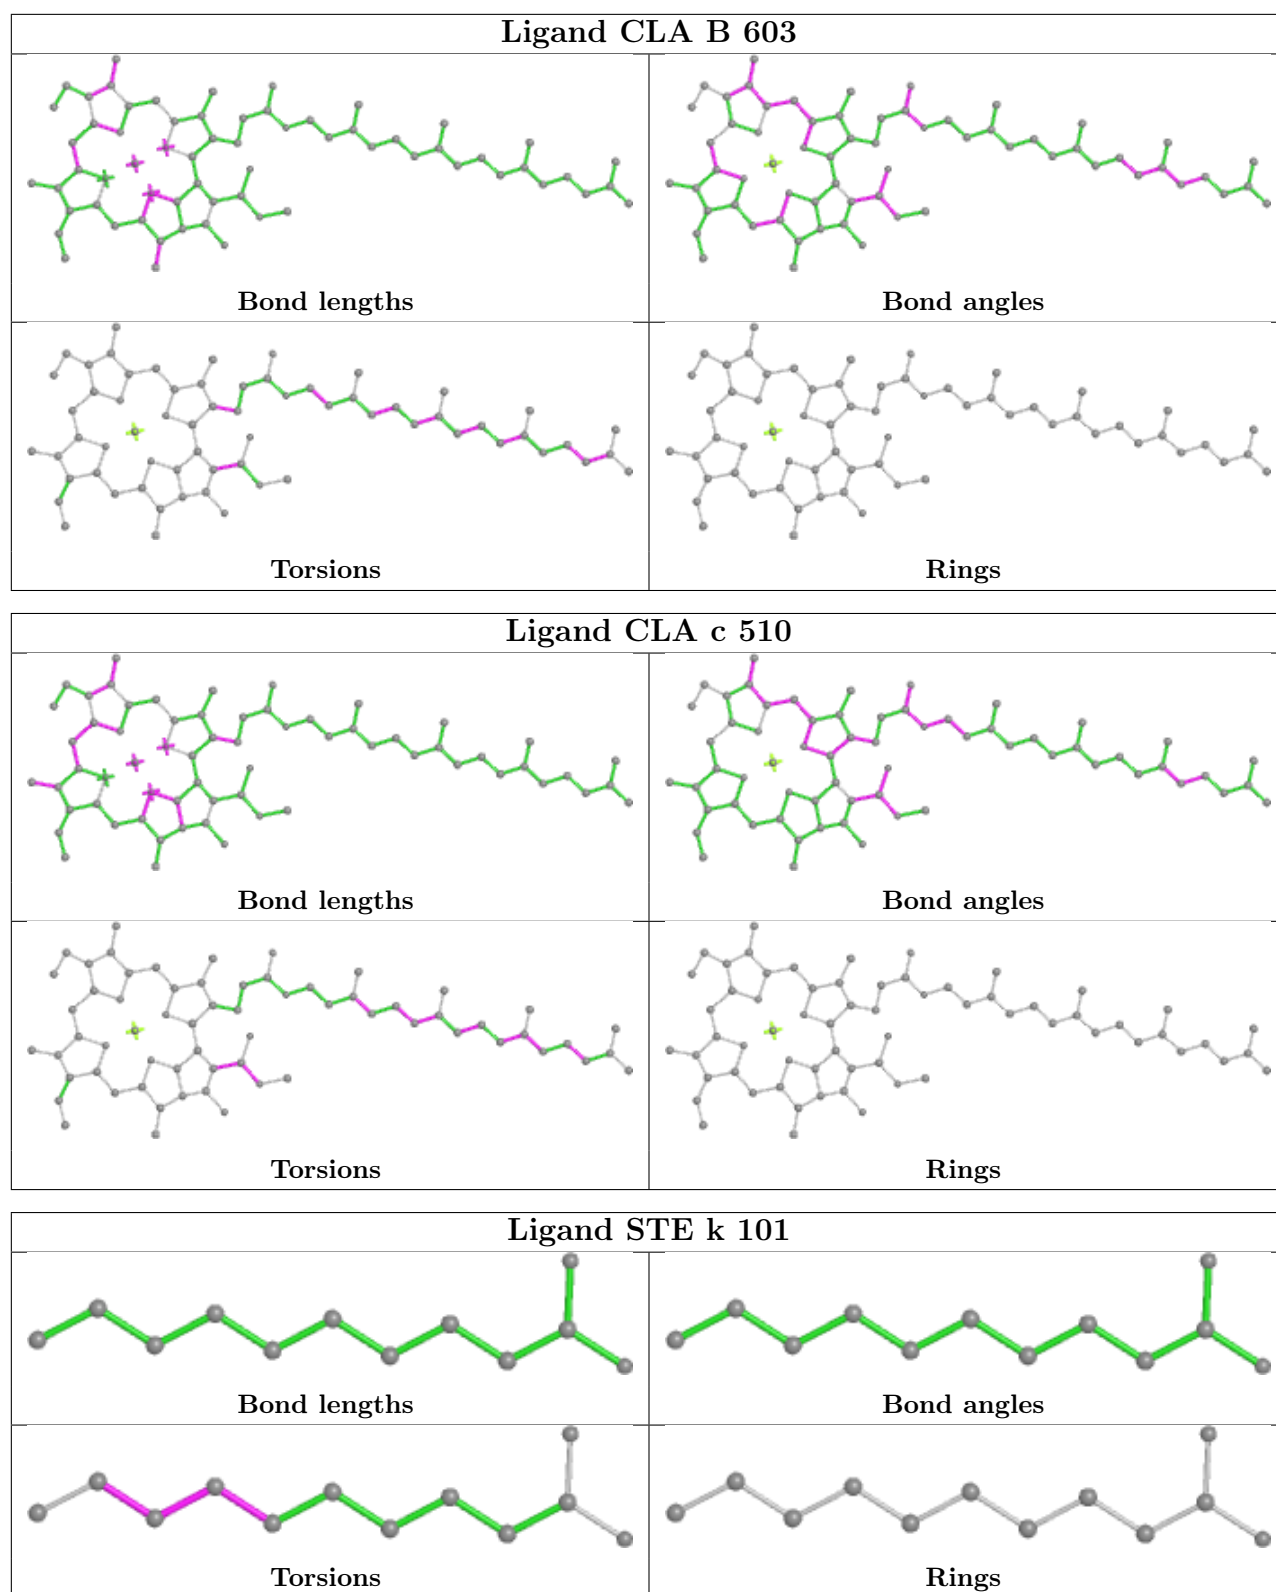 Ligand CLA B 603
Bond lengths
Bond angles
Torsions
Rings
Ligand CLA c 510
Bond lengths
Bond angles
Torsions
Rings
Ligand STE k 101
Bond lengths
Bond angles
Torsions
Rings